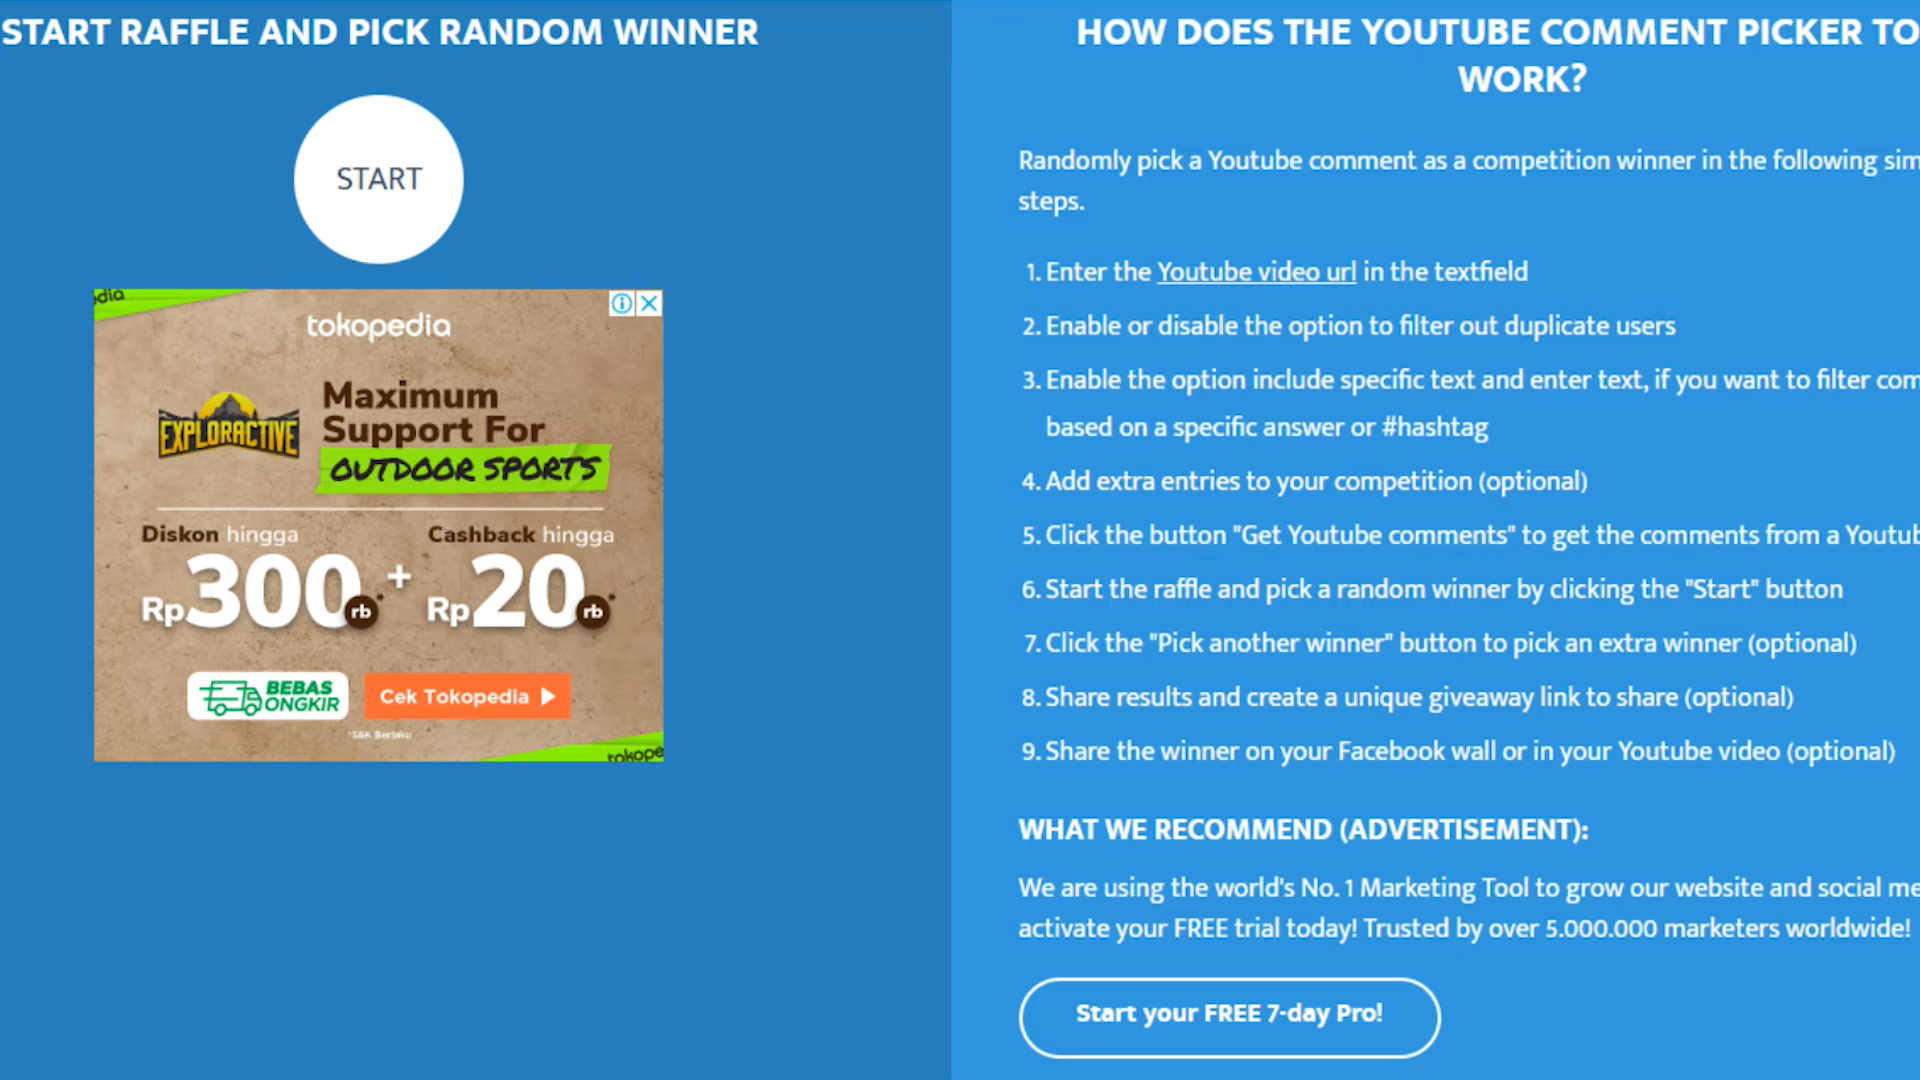 START RAFFLE AND PICK RANDOM WINNER
START
dia
tokopedia
EXPLORACTIVE
Maximum
Support For
OUTDOOR SPORTS
Diskon hingga
Rp300rb*
+
Cashback hingga
Rp20rb*
BEBAS
ONGKIR
Cek Tokopedia
*S&K Berlaku
tokope
HOW DOES THE YOUTUBE COMMENT PICKER TO
WORK?
Randomly pick a Youtube comment as a competition winner in the following sim
steps.
1. Enter the Youtube video url in the textfield
2. Enable or disable the option to filter out duplicate users
3. Enable the option include specific text and enter text, if you want to filter com
based on a specific answer or #hashtag
4. Add extra entries to your competition (optional)
5. Click the button "Get Youtube comments" to get the comments from a Youtub
6. Start the raffle and pick a random winner by clicking the "Start" button
7. Click the "Pick another winner" button to pick an extra winner (optional)
8. Share results and create a unique giveaway link to share (optional)
9. Share the winner on your Facebook wall or in your Youtube video (optional)
WHAT WE RECOMMEND (ADVERTISEMENT):
We are using the world's No. 1 Marketing Tool to grow our website and social me
activate your FREE trial today! Trusted by over 5.000.000 marketers worldwide!
Start your FREE 7-day Pro!